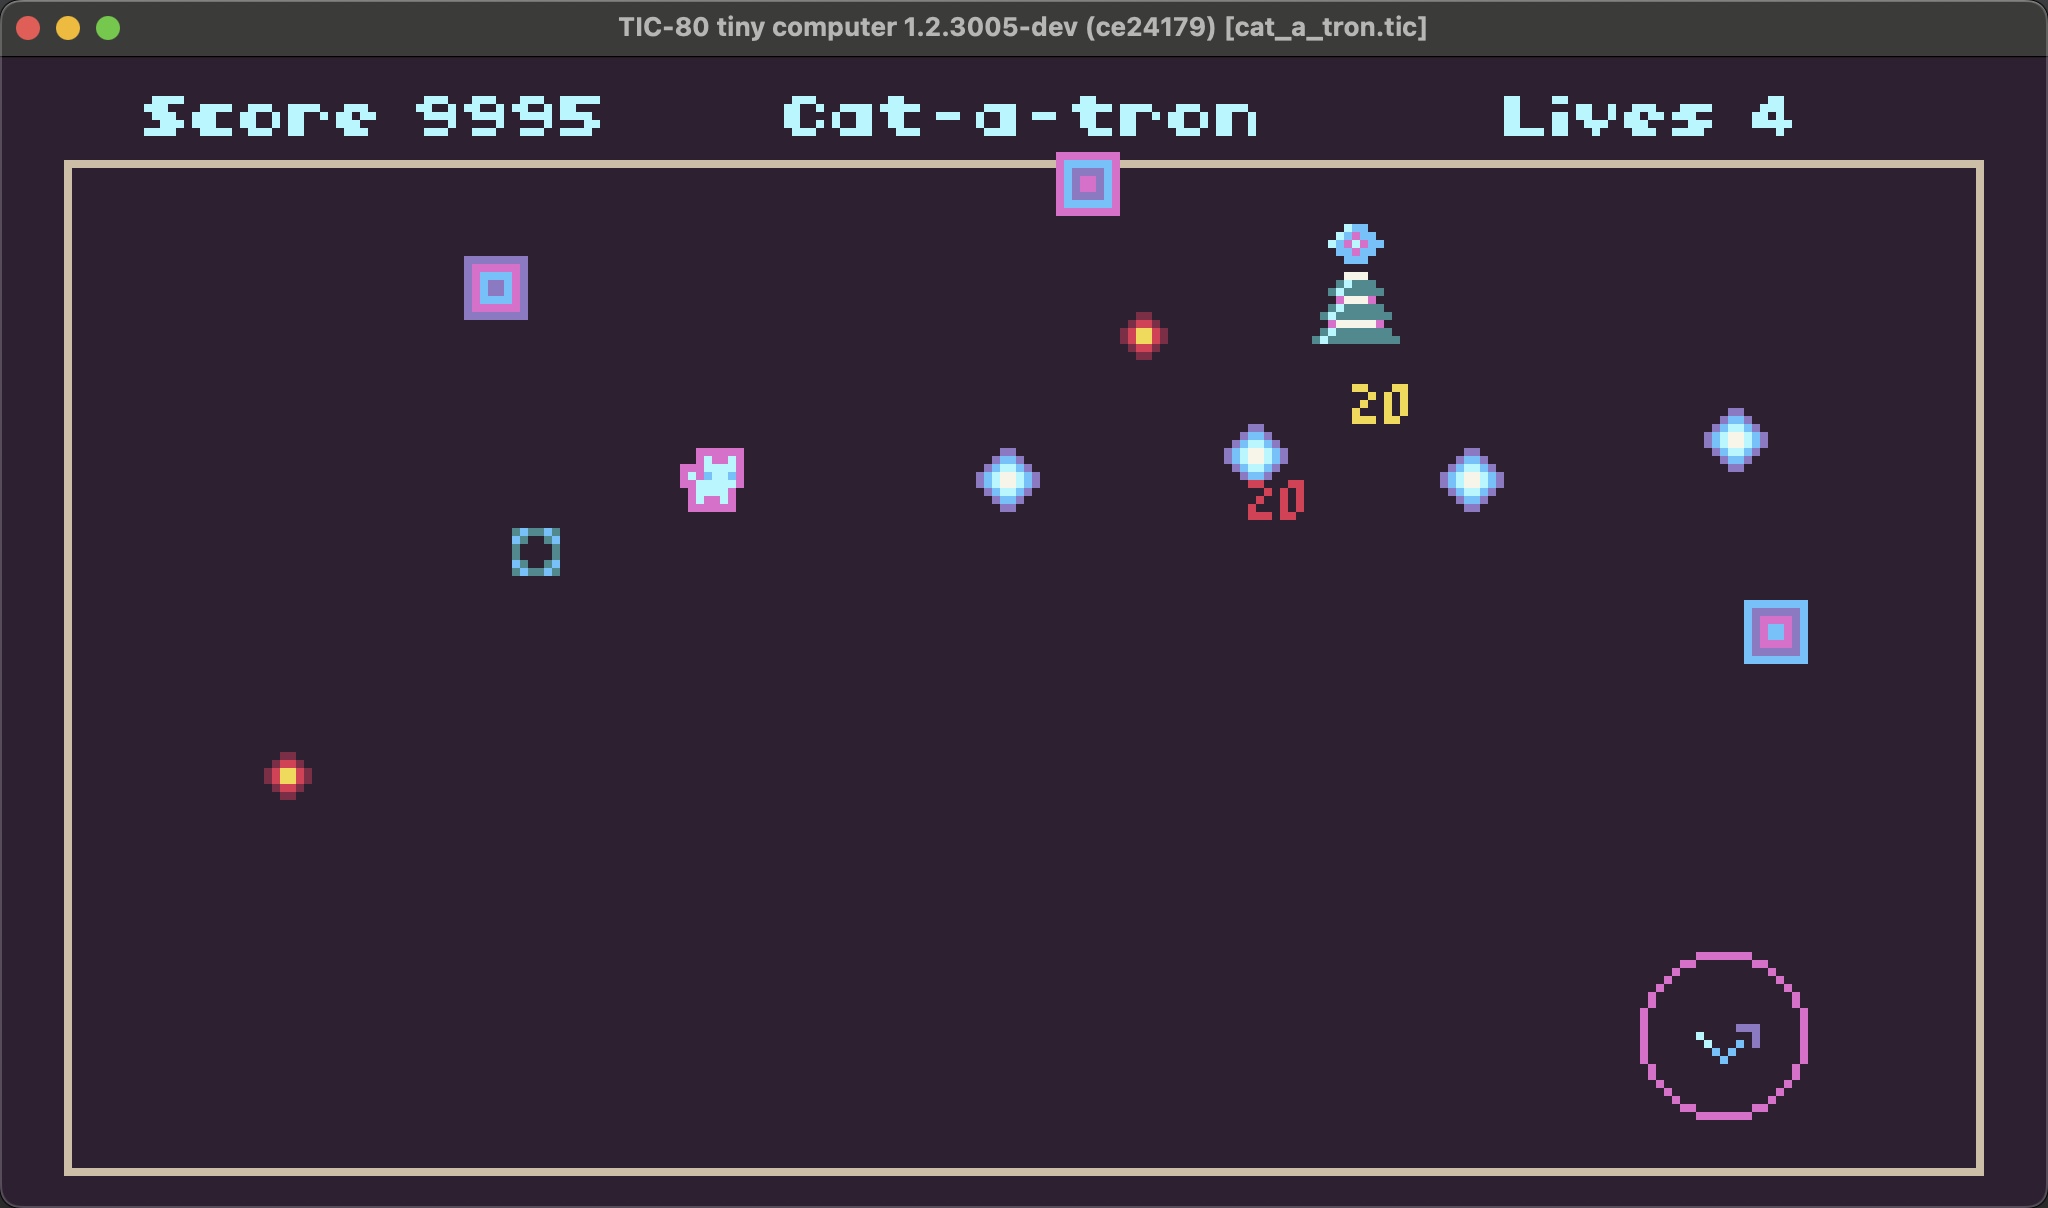 TIC-80 tiny computer 1.2.3005-dev (ce24179) [cat_a_tron.tic]
Score 9995 Cat-a-tron Lives 4
20
20